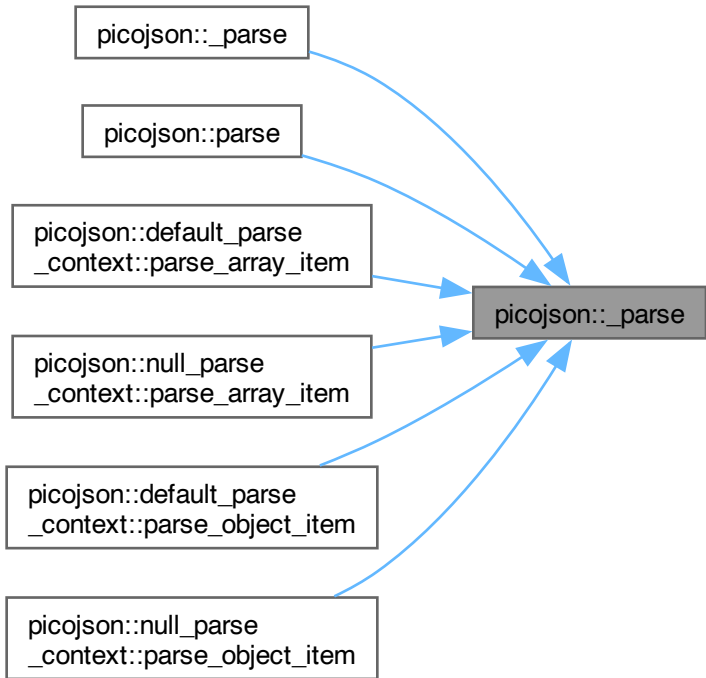 picojson::_parse
picojson::parse
picojson::default_parse
_context::parse_array_item
picojson::_parse
picojson::null_parse
_context::parse_array_item
picojson::default_parse
_context::parse_object_item
picojson::null_parse
_context::parse_object_item